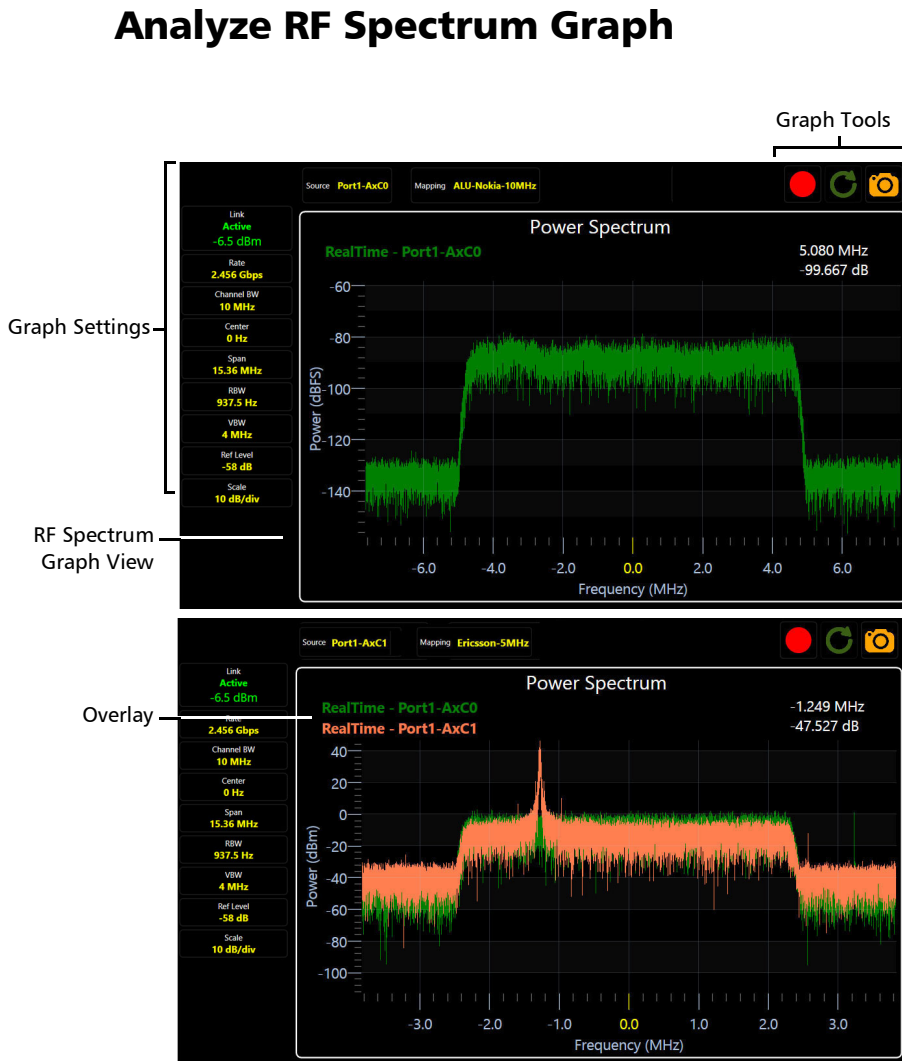 Analyze RF Spectrum Graph
Graph Tools
Source Port1-AxC0 Mapping ALU-Nokia-10MHz
Graph Settings
Link
Active
-6.5 dBm
Rate
2.456 Gbps
Channel BW
10 MHz
Center
0 Hz
Span
15.36 MHz
RBW
937.5 Hz
VBW
4 MHz
Ref Level
-58 dB
Scale
10 dB/div
RF Spectrum
Graph View
Power Spectrum
RealTime - Port1-AxC0
5.080 MHz
-99.667 dB
Power (dBFS)
-60
-80
-100
-120
-140
-6.0 -4.0 -2.0 0.0 2.0 4.0 6.0
Frequency (MHz)
Source Port1-AxC1 Mapping Ericsson-5MHz
Overlay
Link
Active
-6.5 dBm
2.456 Gbps
Channel BW
10 MHz
Center
0 Hz
Span
15.36 MHz
RBW
937.5 Hz
VBW
4 MHz
Ref Level
-58 dB
Scale
10 dB/div
Power Spectrum
RealTime - Port1-AxC0
RealTime - Port1-AxC1
-1.249 MHz
-47.527 dB
Power (dBm)
40
20
0
-20
-40
-60
-80
-100
-3.0 -2.0 -1.0 0.0 1.0 2.0 3.0
Frequency (MHz)